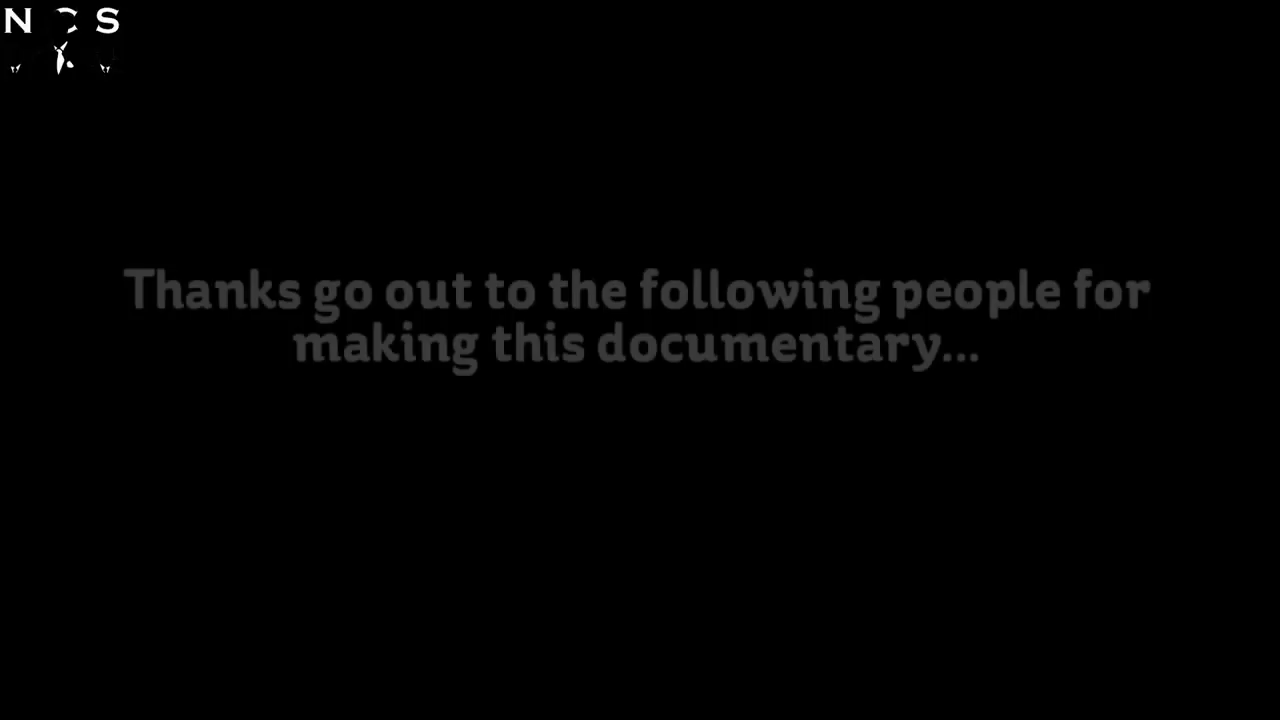 N C S
Thanks go out to the following people for
making this documentary...